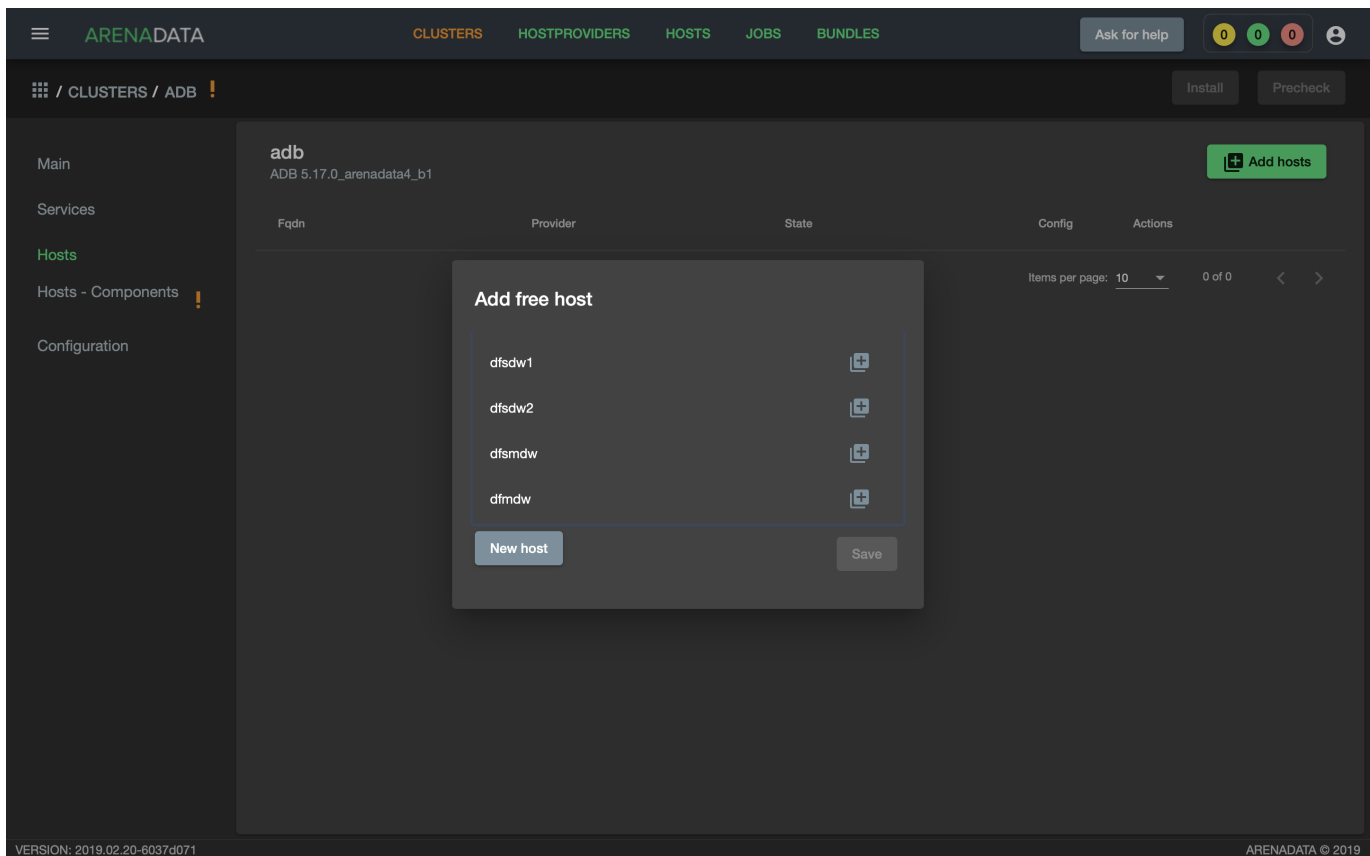 ARENADATA CLUSTERS HOSTPROVIDERS HOSTS JOBS BUNDLES Ask for help 0 0 0
/ CLUSTERS / ADB ! Install Precheck
Main
Services
Hosts
Hosts - Components !
Configuration
adb
ADB 5.17.0_arenadata4_b1
Add hosts
Fqdn Provider State Config Actions
Items per page: 10 0 of 0
Add free host
dfsdw1
dfsdw2
dfsmdw
dfmdw
New host Save
VERSION: 2019.02.20-6037d071 ARENADATA © 2019